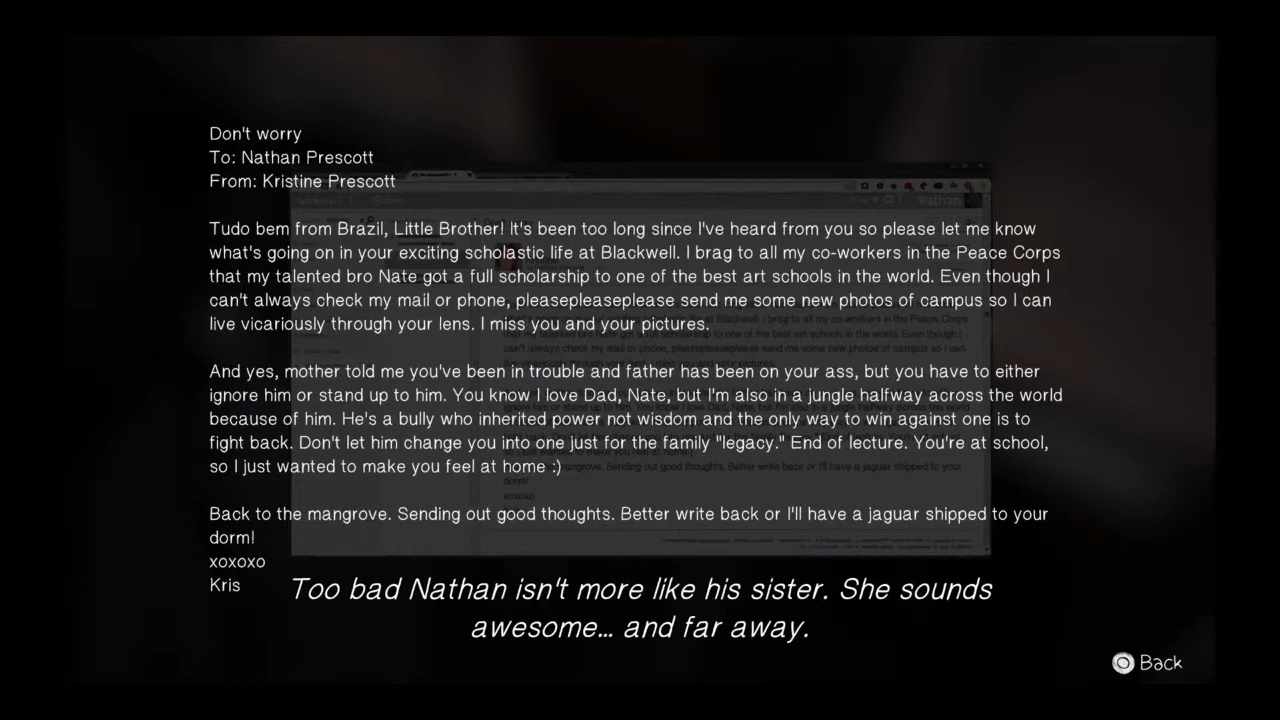 Don't worry
To: Nathan Prescott
From: Kristine Prescott
Tudo bem from Brazil, Little Brother! It's been too long since I've heard from you so please let me know
what's going on in your exciting scholastic life at Blackwell. I brag to all my co-workers in the Peace Corps
that my talented bro Nate got a full scholarship to one of the best art schools in the world. Even though I
can't always check my mail or phone, pleasepleaseplease send me some new photos of campus so I can
live vicariously through your lens. I miss you and your pictures.
And yes, mother told me you've been in trouble and father has been on your ass, but you have to either
ignore him or stand up to him. You know I love Dad, Nate, but I'm also in a jungle halfway across the world
because of him. He's a bully who inherited power not wisdom and the only way to win against one is to
fight back. Don't let him change you into one just for the family "legacy." End of lecture. You're at school,
so I just wanted to make you feel at home :)
Back to the mangrove. Sending out good thoughts. Better write back or I'll have a jaguar shipped to your
dorm!
xoxoxo
Kris
Too bad Nathan isn't more like his sister. She sounds
awesome... and far away.
Back